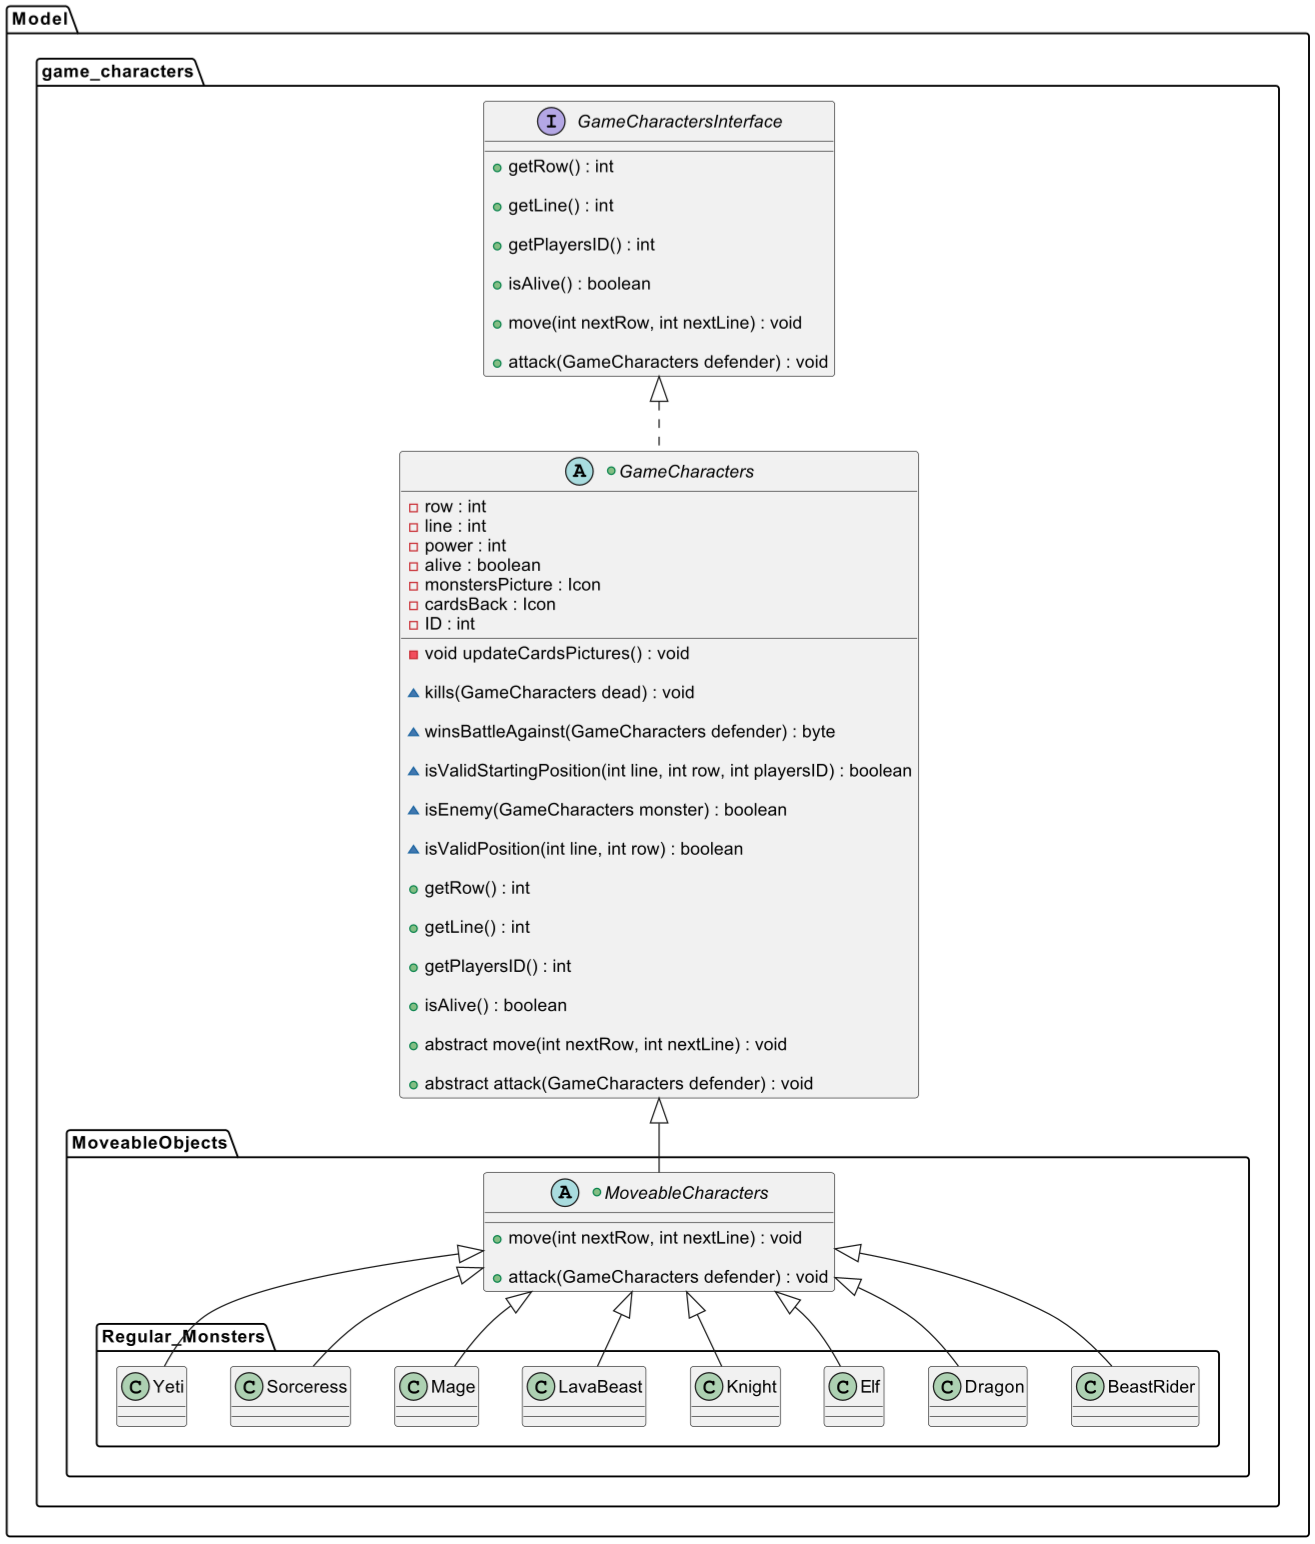 Model
game_characters
I GameCharactersInterface
getRow() : int
getLine() : int
getPlayersID() : int
isAlive() : boolean
move(int nextRow, int nextLine) : void
attack(GameCharacters defender) : void
A GameCharacters
row : int
line : int
power : int
alive : boolean
monstersPicture : Icon
cardsBack : Icon
ID : int
void updateCardsPictures() : void
kills(GameCharacters dead) : void
winsBattleAgainst(GameCharacters defender) : byte
isValidStartingPosition(int line, int row, int playersID) : boolean
isEnemy(GameCharacters monster) : boolean
isValidPosition(int line, int row) : boolean
getRow() : int
getLine() : int
getPlayersID() : int
isAlive() : boolean
abstract move(int nextRow, int nextLine) : void
abstract attack(GameCharacters defender) : void
MoveableObjects
A MoveableCharacters
move(int nextRow, int nextLine) : void
attack(GameCharacters defender) : void
Regular_Monsters
C Yeti
C Sorceress
C Mage
C LavaBeast
C Knight
C Elf
C Dragon
C BeastRider